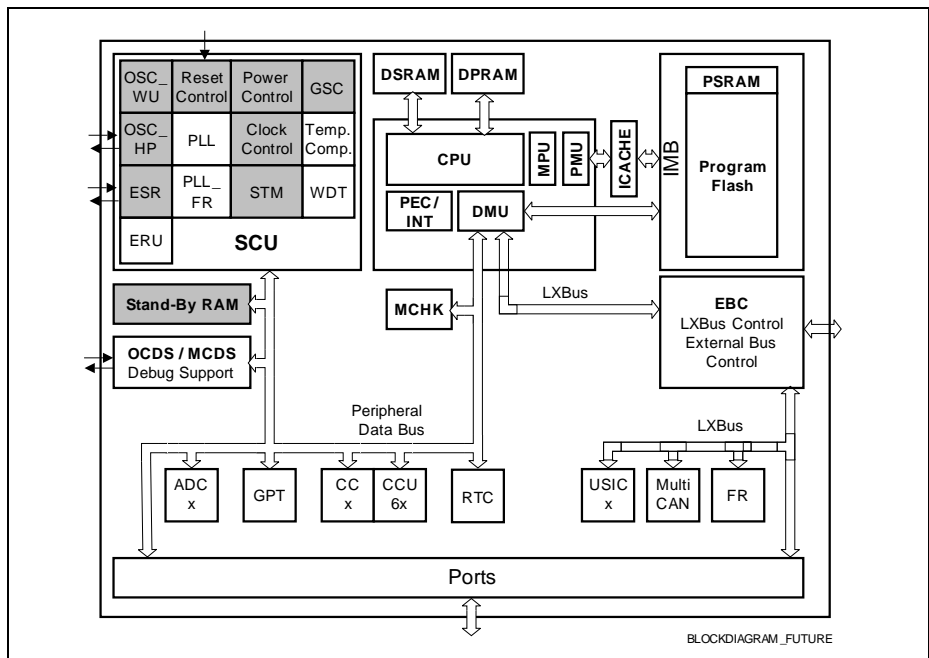 OSC_
WU
Reset
Control
Power
Control
GSC
OSC_
HP
PLL
Clock
Control
Temp.
Comp.
ESR
PLL_
FR
STM
WDT
ERU
SCU
DSRAM
DPRAM
CPU
MPU
PMU
ICACHE
IMB
PSRAM
Program
Flash
PEC/
INT
DMU
Stand-By RAM
MCHK
LXBus
EBC
LXBus Control
External Bus
Control
OCDS / MCDS
Debug Support
Peripheral
Data Bus
LXBus
ADC
x
GPT
CC
x
CCU
6x
RTC
USIC
x
Multi
CAN
FR
Ports
BLOCKDIAGRAM_FUTURE